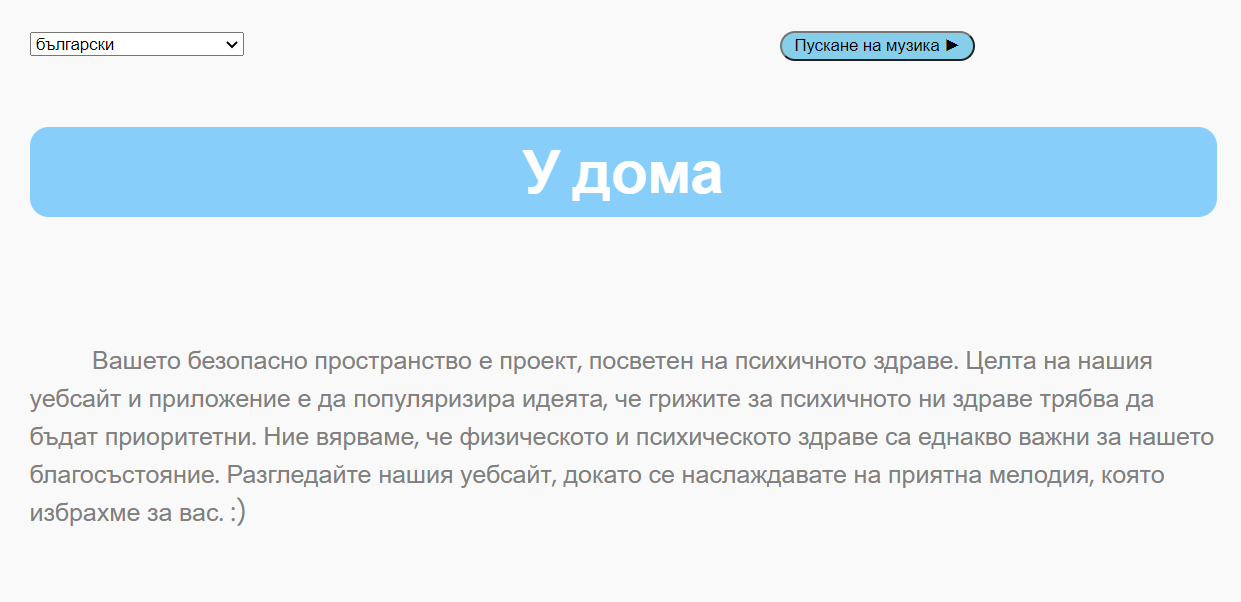 български
Пускане на музика ►
У дома
Вашето безопасно пространство е проект, посветен на психичното здраве. Целта на нашия
уебсайт и приложение е да популяризира идеята, че грижите за психичното ни здраве трябва да
бъдат приоритетни. Ние вярваме, че физическото и психическото здраве са еднакво важни за нашето
благосъстояние. Разгледайте нашия уебсайт, докато се наслаждавате на приятна мелодия, която
избрахме за вас. :)